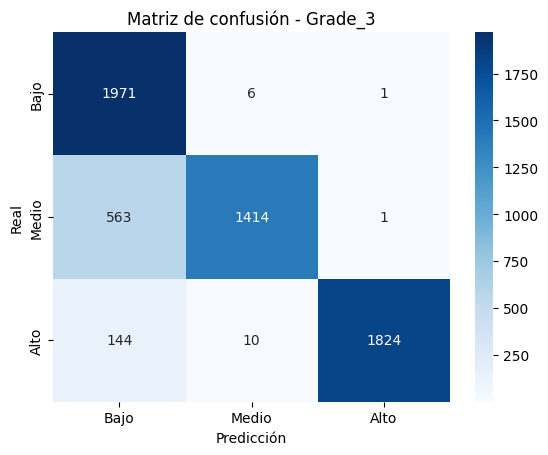 Matriz de confusión - Grade_3
Bajo 1971 6 1
Medio 563 1414 1
Alto 144 10 1824
Bajo Medio Alto
Predicción
Real
1750
1500
1250
1000
750
500
250